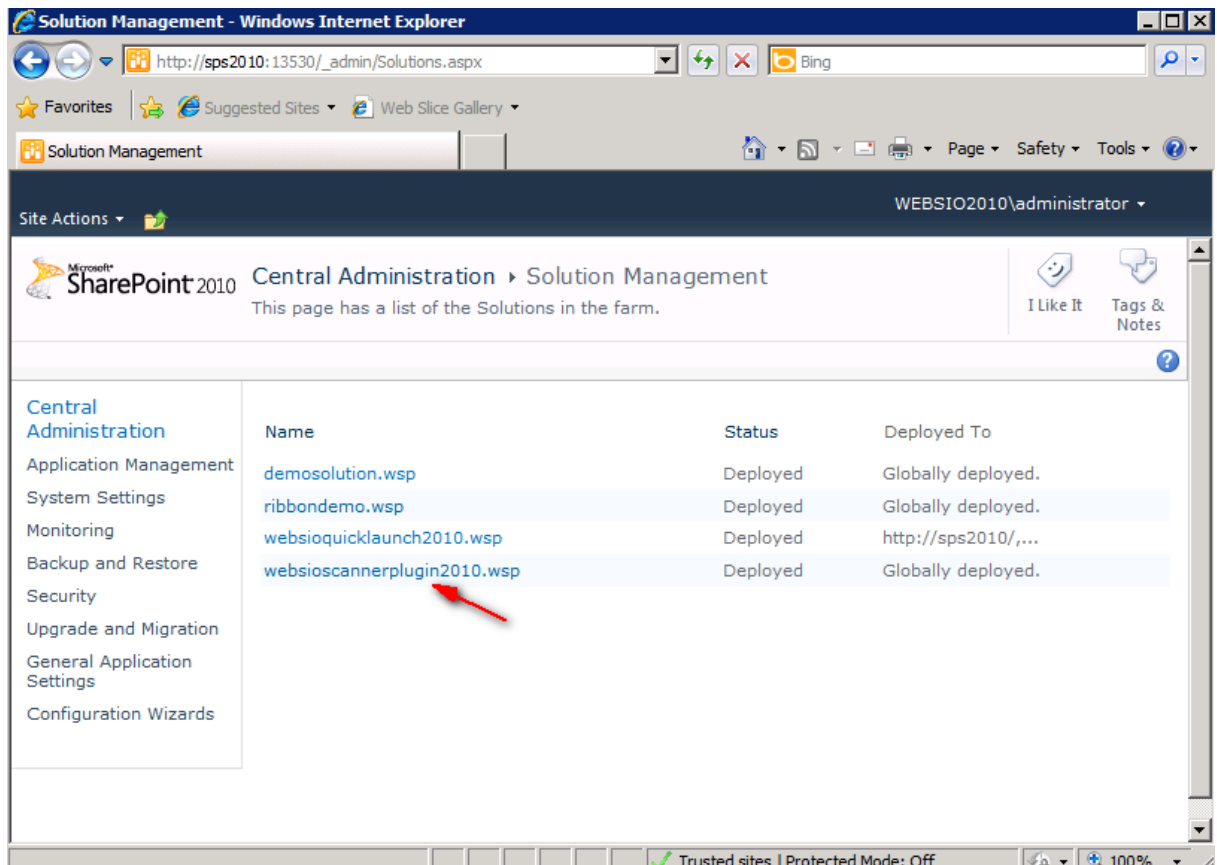 Solution Management - Windows Internet Explorer
http://sps2010:13530/_admin/Solutions.aspx
Bing
Favorites
Suggested Sites
Web Slice Gallery
Solution Management
Page
Safety
Tools
WEBSIO2010\administrator
Site Actions
Microsoft®
SharePoint 2010
Central Administration
Solution Management
This page has a list of the Solutions in the farm.
I Like It
Tags &
Notes
Central
Administration
Application Management
System Settings
Monitoring
Backup and Restore
Security
Upgrade and Migration
General Application
Settings
Configuration Wizards
Name Status Deployed To
demosolution.wsp Deployed Globally deployed.
ribbondemo.wsp Deployed Globally deployed.
websioquicklaunch2010.wsp Deployed http://sps2010/,...
websioscannerplugin2010.wsp Deployed Globally deployed.
Trusted sites | Protected Mode: Off
100%